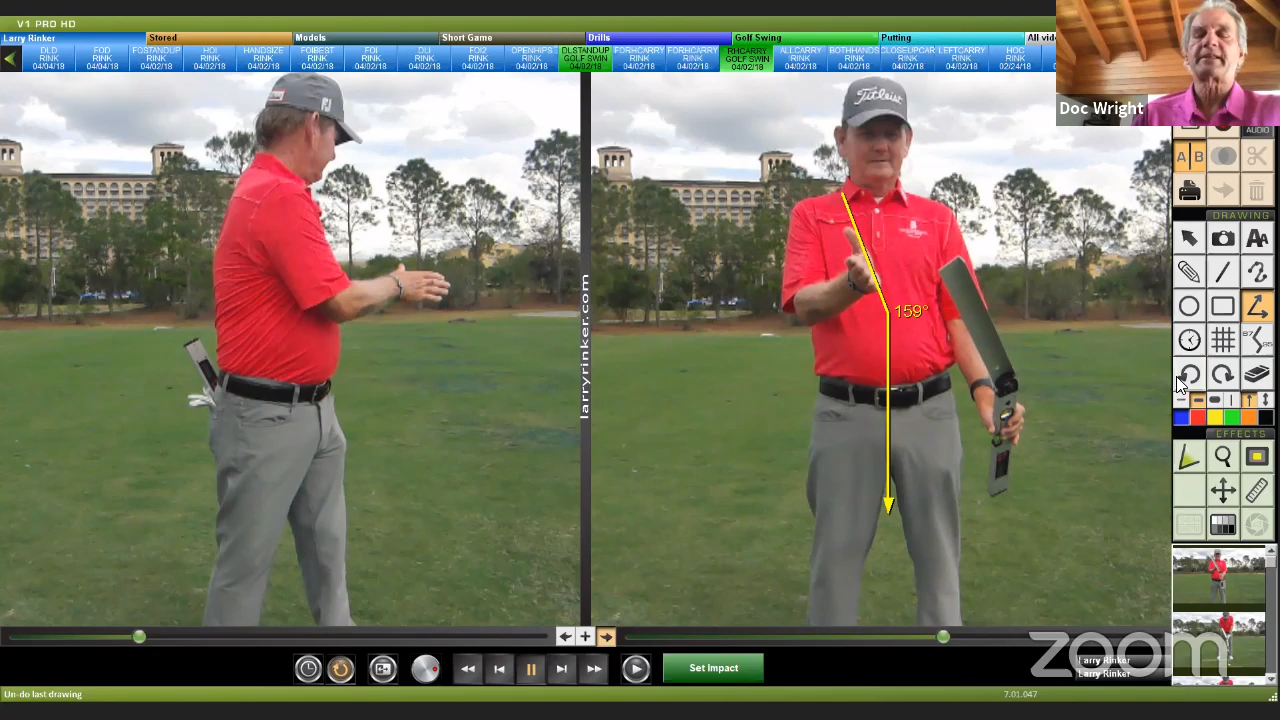 V1 PRO HD
Larry Rinker
Stored
Models
Short Game
Drills
Golf Swing
Putting
All vide
DLD
RINK
04/04/18
FOD
RINK
04/04/18
FOSTANDUP
RINK
04/02/18
HOI
RINK
04/02/18
HANDSIZE
RINK
04/02/18
FOIBEST
RINK
04/02/18
FOI
RINK
04/02/18
DLI
RINK
04/02/18
FOI2
RINK
04/02/18
OPENHIPS
RINK
04/02/18
DLSTANDUP
GOLF SWIN
04/02/18
FORHCARRY
RINK
04/02/18
FORHCARRY
RINK
04/02/18
RHCARRY
GOLF SWIN
04/02/18
ALLCARRY
RINK
04/02/18
BOTHHANDS
RINK
04/02/18
CLOSEUPCAR
RINK
04/02/18
LEFTCARRY
RINK
04/02/18
HOC
RINK
02/24/18
Doc Wright
AUDIO
A B
DRAWING
AA
EFFECTS
Titleist
FJ
159°
larryrinker.com
Set Impact
zoom
Larry Rinker
Larry Rinker
Un-do last drawing
7.01.047